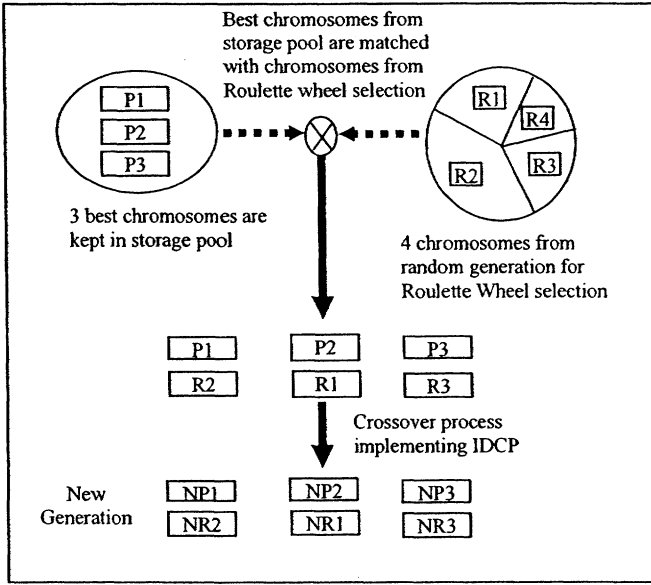 Best chromosomes from
storage pool are matched
with chromosomes from
Roulette wheel selection
P1
P2
P3
R1
R4
R2
R3
3 best chromosomes are
kept in storage pool
4 chromosomes from
random generation for
Roulette Wheel selection
P1 P2 P3
R2 R1 R3
Crossover process
implementing IDCP
New
Generation
NP1 NP2 NP3
NR2 NR1 NR3